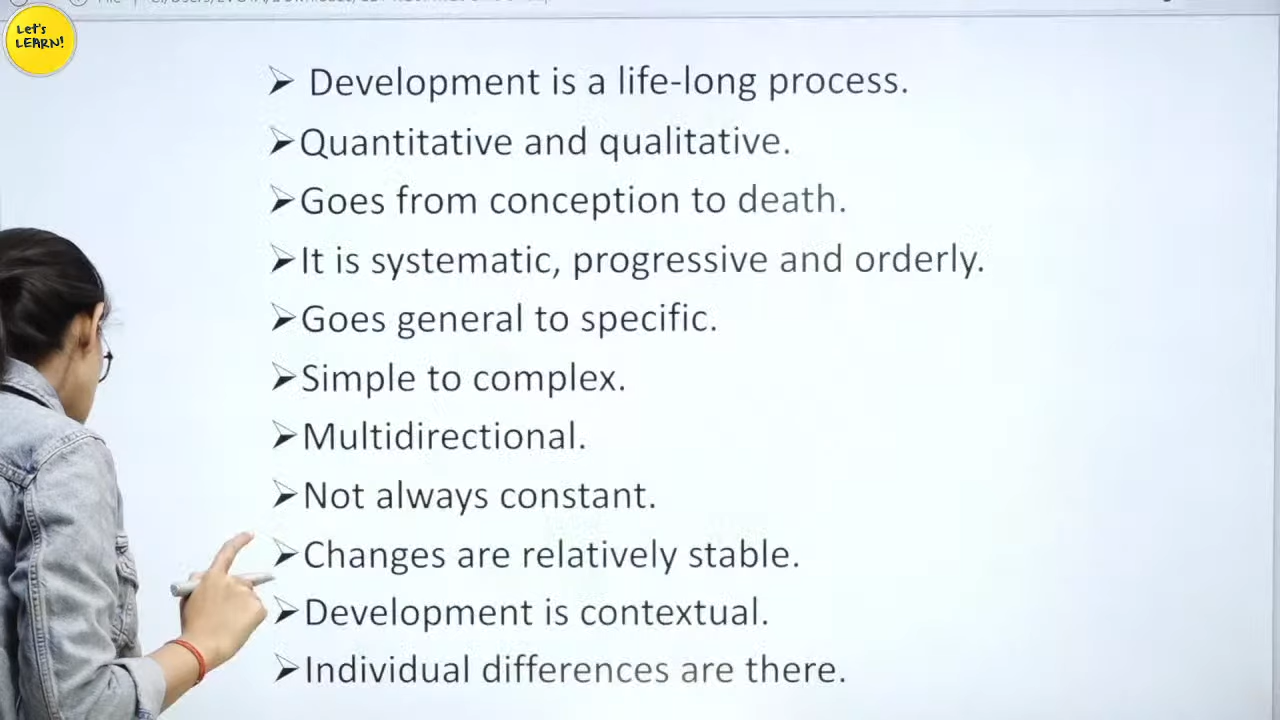 Let's
LEARN!
➤ Development is a life-long process.
➤Quantitative and qualitative.
➤Goes from conception to death.
➤It is systematic, progressive and orderly.
➤Goes general to specific.
➤Simple to complex.
➤Multidirectional.
➤Not always constant.
➤Changes are relatively stable.
➤Development is contextual.
➤Individual differences are there.